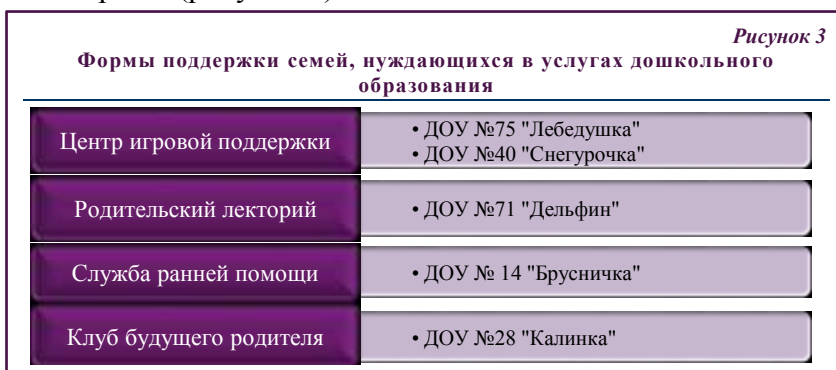 Рисунок 3
Формы поддержки семей, нуждающихся в услугах дошкольного
образования
Центр игровой поддержки
• ДОУ №75 "Лебедушка"
• ДОУ №40 "Снегурочка"
Родительский лекторий
• ДОУ №71 "Дельфин"
Служба ранней помощи
• ДОУ № 14 "Брусничка"
Клуб будущего родителя
• ДОУ №28 "Калинка"